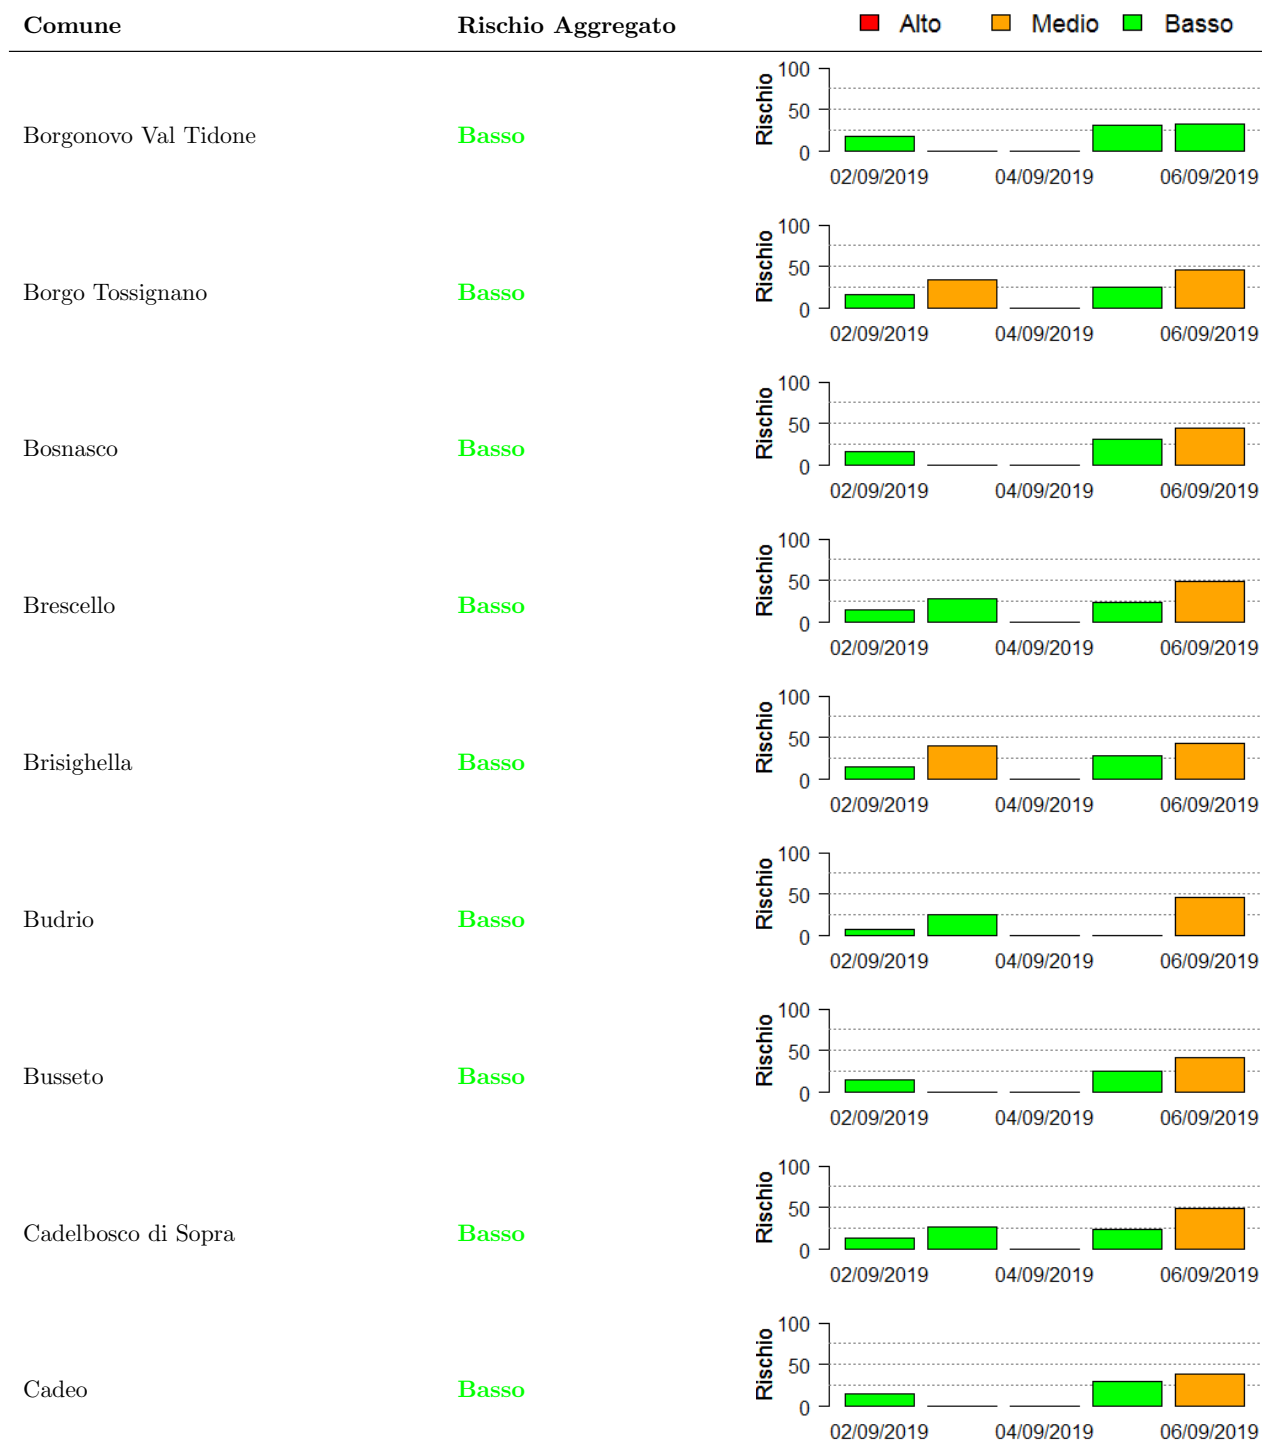 Comune Rischio Aggregato Alto Medio Basso
Borgonovo Val Tidone Basso
Rischio
100
50
0
02/09/2019 04/09/2019 06/09/2019
Borgo Tossignano Basso
Rischio
100
50
0
02/09/2019 04/09/2019 06/09/2019
Bosnasco Basso
Rischio
100
50
0
02/09/2019 04/09/2019 06/09/2019
Brescello Basso
Rischio
100
50
0
02/09/2019 04/09/2019 06/09/2019
Brisighella Basso
Rischio
100
50
0
02/09/2019 04/09/2019 06/09/2019
Budrio Basso
Rischio
100
50
0
02/09/2019 04/09/2019 06/09/2019
Busseto Basso
Rischio
100
50
0
02/09/2019 04/09/2019 06/09/2019
Cadelbosco di Sopra Basso
Rischio
100
50
0
02/09/2019 04/09/2019 06/09/2019
Cadeo Basso
Rischio
100
50
0
02/09/2019 04/09/2019 06/09/2019